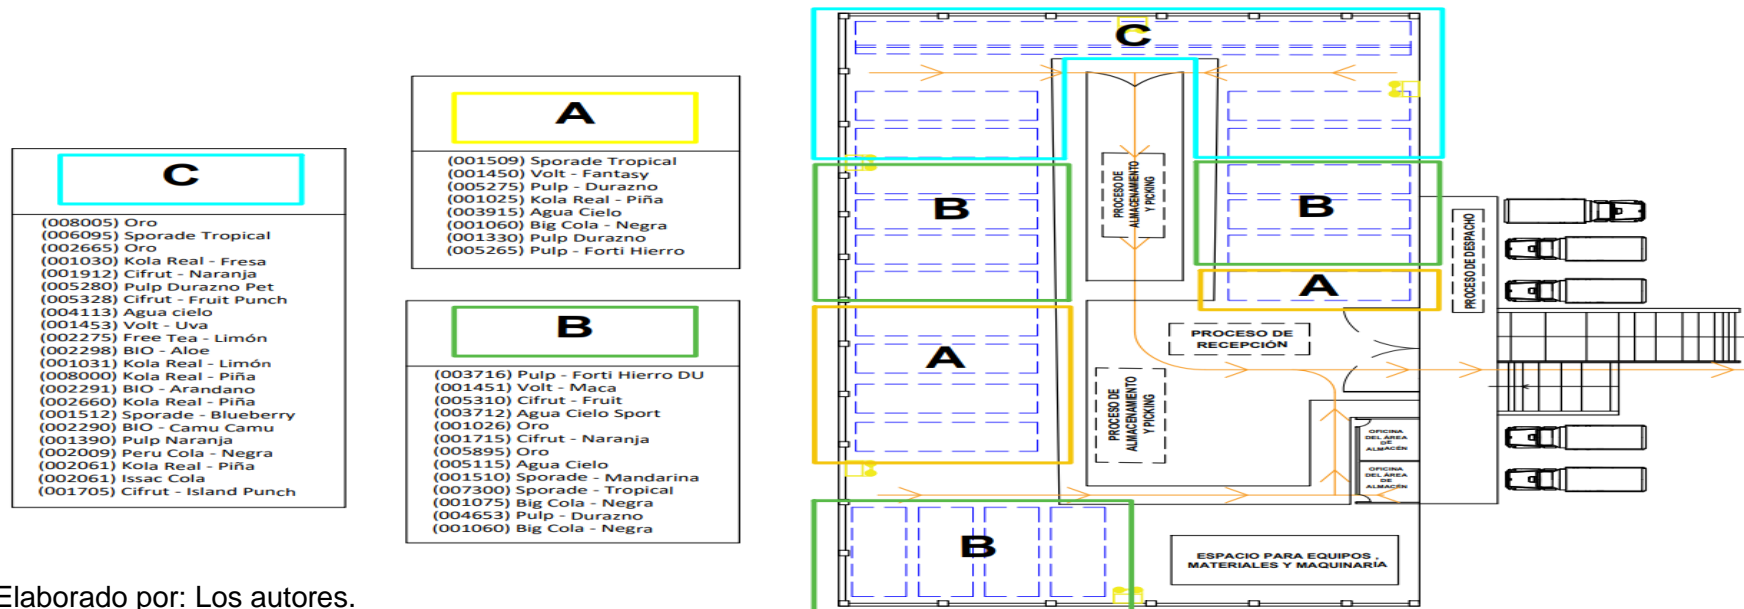 C
(008005) Oro
(006095) Sporade Tropical
(002665) Oro
(001030) Kola Real - Fresa
(001912) Cifrut - Naranja
(005280) Pulp Durazno Pet
(005328) Cifrut - Fruit Punch
(004113) Agua cielo
(001453) Volt - Uva
(002275) Free Tea - Limón
(002298) BIO - Aloe
(001031) Kola Real - Limón
(008000) Kola Real - Piña
(002291) BIO - Arandano
(002660) Kola Real - Piña
(001512) Sporade - Blueberry
(002290) BIO - Camu Camu
(001390) Pulp Naranja
(002009) Peru Cola - Negra
(002061) Kola Real - Piña
(002061) Issac Cola
(001705) Cifrut - Island Punch
A
(001509) Sporade Tropical
(001450) Volt - Fantasy
(005275) Pulp - Durazno
(001025) Kola Real - Piña
(003915) Agua Cielo
(001060) Big Cola - Negra
(001330) Pulp Durazno
(005265) Pulp - Forti Hierro
B
(003716) Pulp - Forti Hierro DU
(001451) Volt - Maca
(005310) Cifrut - Fruit
(003712) Agua Cielo Sport
(001026) Oro
(001715) Cifrut - Naranja
(005895) Oro
(005115) Agua Cielo
(001510) Sporade - Mandarina
(007300) Sporade - Tropical
(001075) Big Cola - Negra
(004653) Pulp - Durazno
(001060) Big Cola - Negra
C
PROCESO DE
ALMACENAMIENTO
Y PICKING
B
B
A
PROCESO DE DESPACHO
PROCESO DE
RECEPCIÓN
A
PROCESO DE
ALMACENAMIENTO
Y PICKING
OFICINA
DEL ÁREA
DE
ALMACÉN
OFICINA
DEL ÁREA
DE
ALMACÉN
B
ESPACIO PARA EQUIPOS ,
MATERIALES Y MAQUINARÍA
Elaborado por: Los autores.